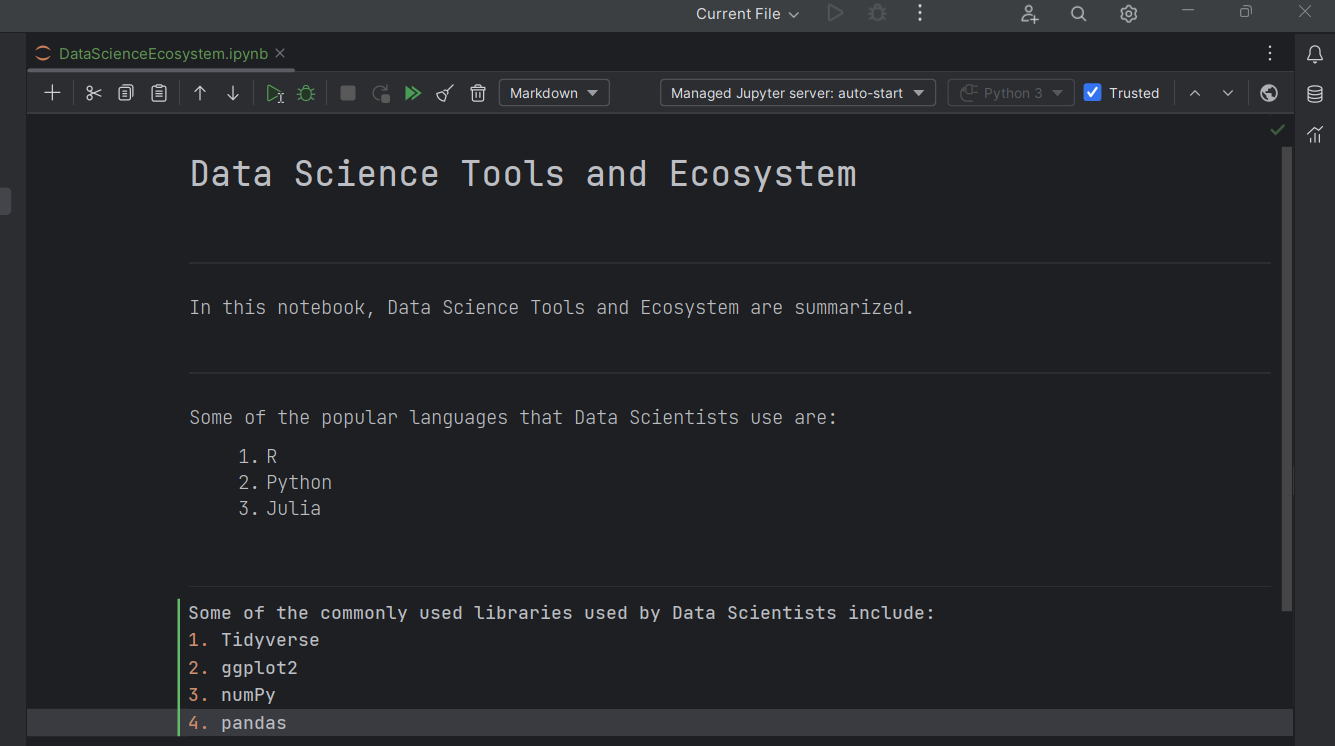 Current File
DataScienceEcosystem.ipynb
Markdown
Managed Jupyter server: auto-start
Python 3
Trusted
Data Science Tools and Ecosystem
In this notebook, Data Science Tools and Ecosystem are summarized.
Some of the popular languages that Data Scientists use are:
1. R
2. Python
3. Julia
Some of the commonly used libraries used by Data Scientists include:
1. Tidyverse
2. ggplot2
3. numPy
4. pandas